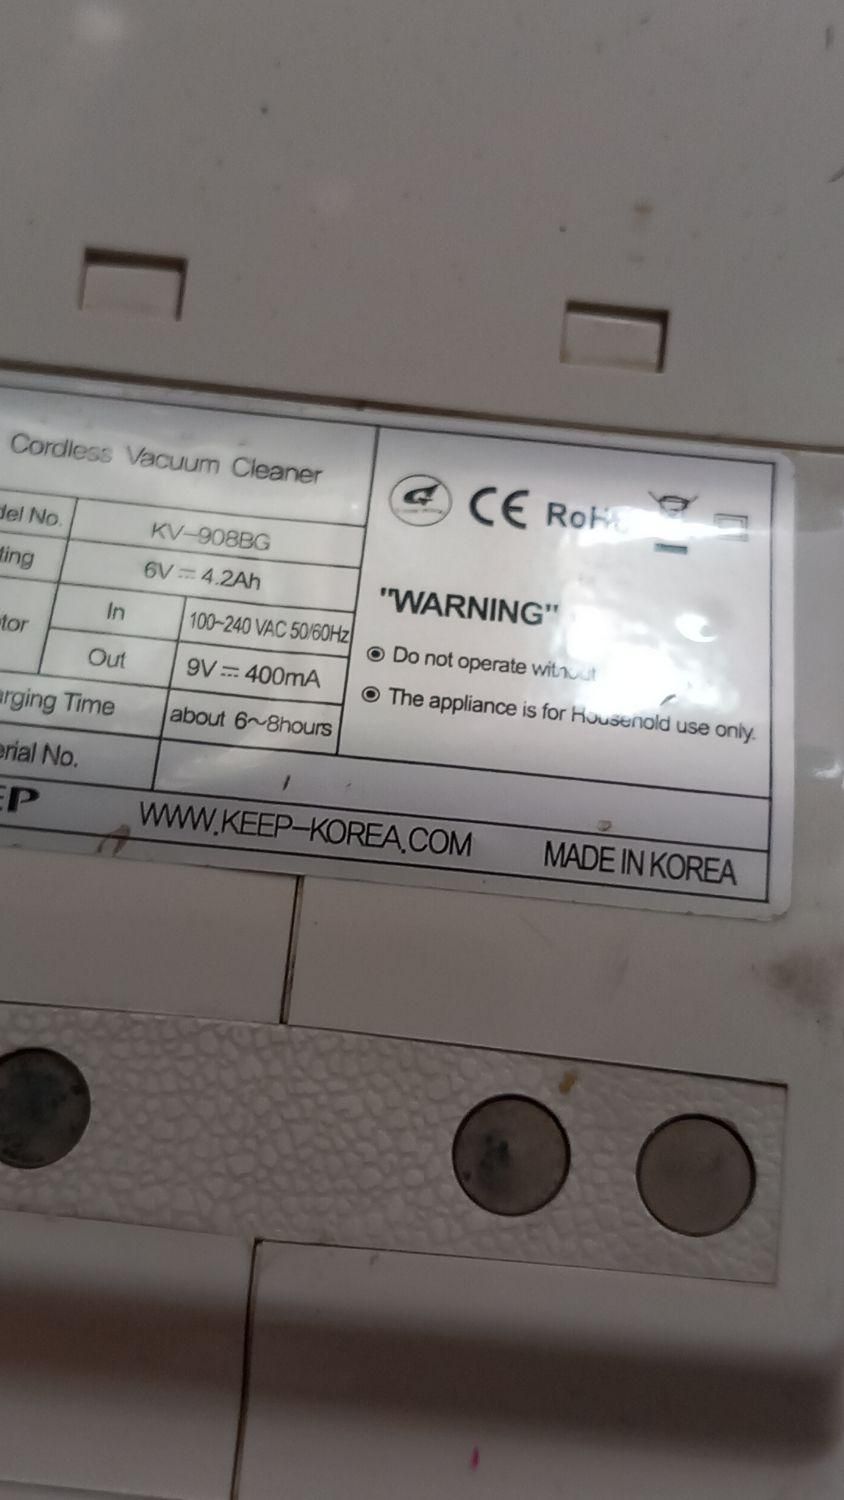 Cordless Vacuum Cleaner
del No. KV-908BG
ting 6V ⎓ 4.2Ah
tor In 100~240 VAC 50/60Hz
Out 9V ⎓ 400mA
rging Time about 6~8hours
erial No.
CE RoHS
"WARNING"
Do not operate without
The appliance is for Household use only.
EP WWW.KEEP-KOREA.COM MADE IN KOREA